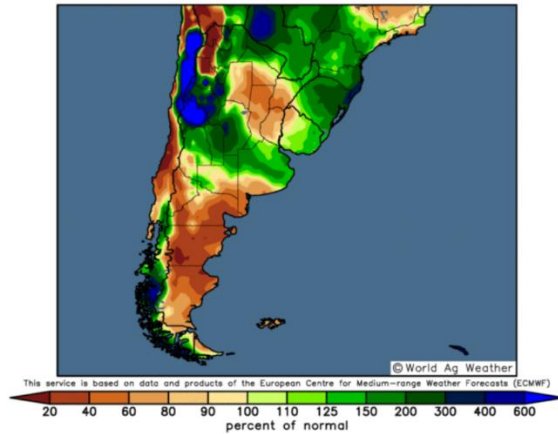 © World Ag Weather
This service is based on data and products of the European Centre for Medium-range Weather Forecasts (ECMWF)
20 40 60 80 90 100 110 125 150 200 300 400 600
percent of normal